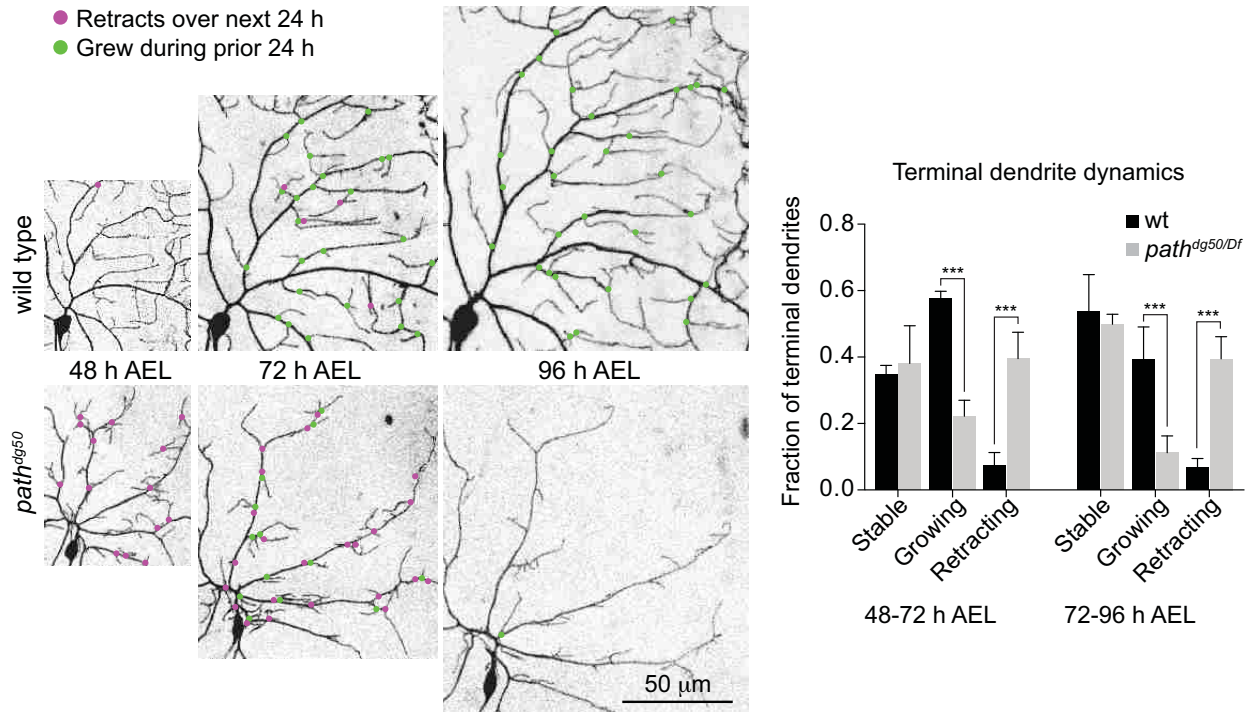 Retracts over next 24 h
Grew during prior 24 h
wild type
48 h AEL
72 h AEL
96 h AEL
path^dg50
50 μm
Terminal dendrite dynamics
wt
path^dg50/Df
Fraction of terminal dendrites
0.8
0.6
0.4
0.2
0.0
***
***
***
***
Stable
Growing
Retracting
Stable
Growing
Retracting
48-72 h AEL
72-96 h AEL